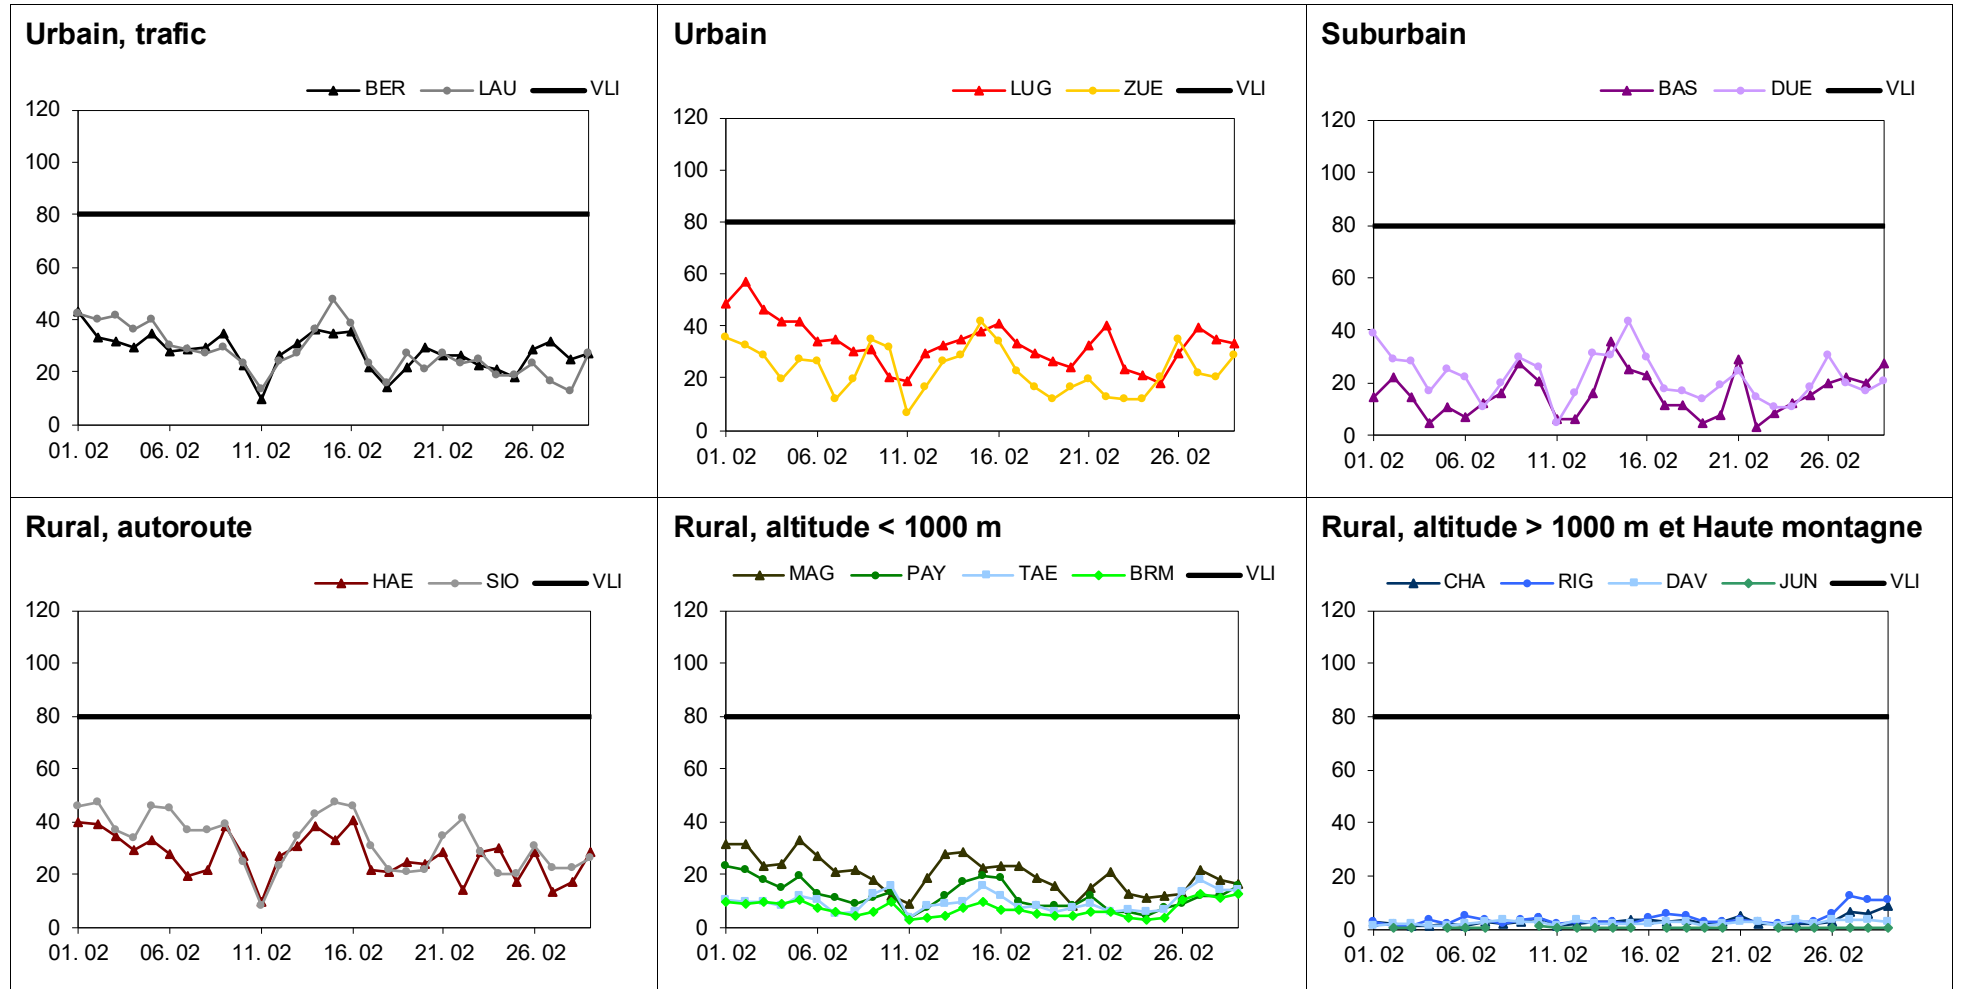 Urbain, trafic
BER LAU VLI
120
100
80
60
40
20
0
01. 02 06. 02 11. 02 16. 02 21. 02 26. 02
Urbain
LUG ZUE VLI
120
100
80
60
40
20
0
01. 02 06. 02 11. 02 16. 02 21. 02 26. 02
Suburbain
BAS DUE VLI
120
100
80
60
40
20
0
01. 02 06. 02 11. 02 16. 02 21. 02 26. 02
Rural, autoroute
HAE SIO VLI
120
100
80
60
40
20
0
01. 02 06. 02 11. 02 16. 02 21. 02 26. 02
Rural, altitude < 1000 m
MAG PAY TAE BRM VLI
120
100
80
60
40
20
0
01. 02 06. 02 11. 02 16. 02 21. 02 26. 02
Rural, altitude > 1000 m et Haute montagne
CHA RIG DAV JUN VLI
120
100
80
60
40
20
0
01. 02 06. 02 11. 02 16. 02 21. 02 26. 02